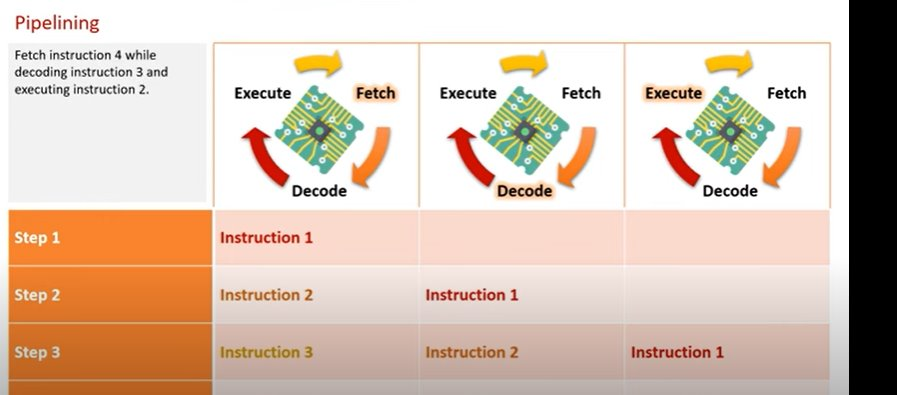 Pipelining
Fetch instruction 4 while
decoding instruction 3 and
executing instruction 2.
Execute Fetch
Decode
Execute Fetch
Decode
Execute Fetch
Decode
Step 1 Instruction 1
Step 2 Instruction 2 Instruction 1
Step 3 Instruction 3 Instruction 2 Instruction 1